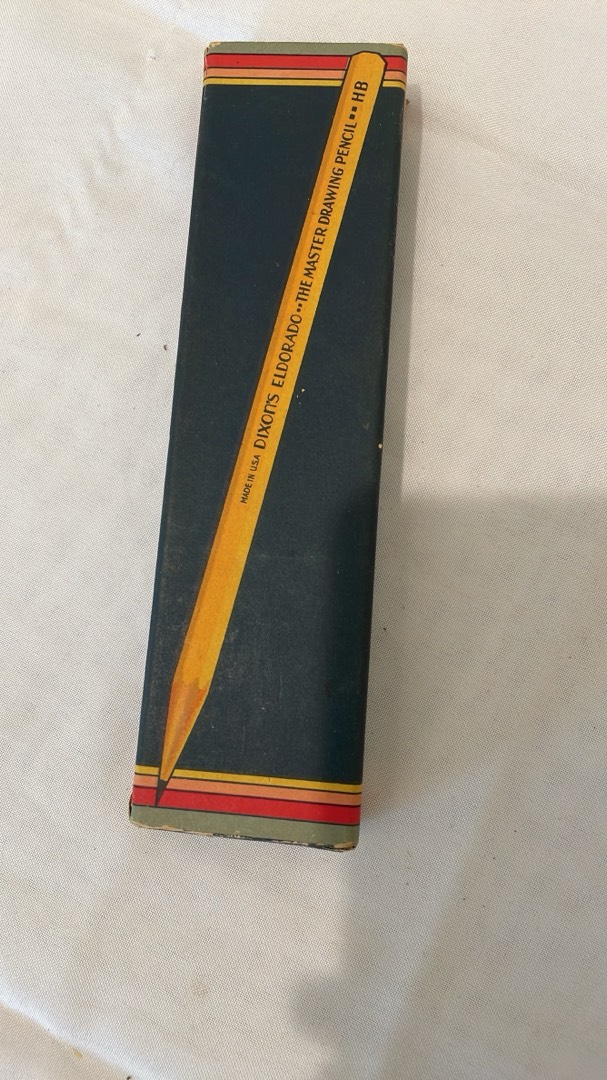 MADE IN U.S.A DIXON'S ELDORADO •• THE MASTER DRAWING PENCIL •• HB